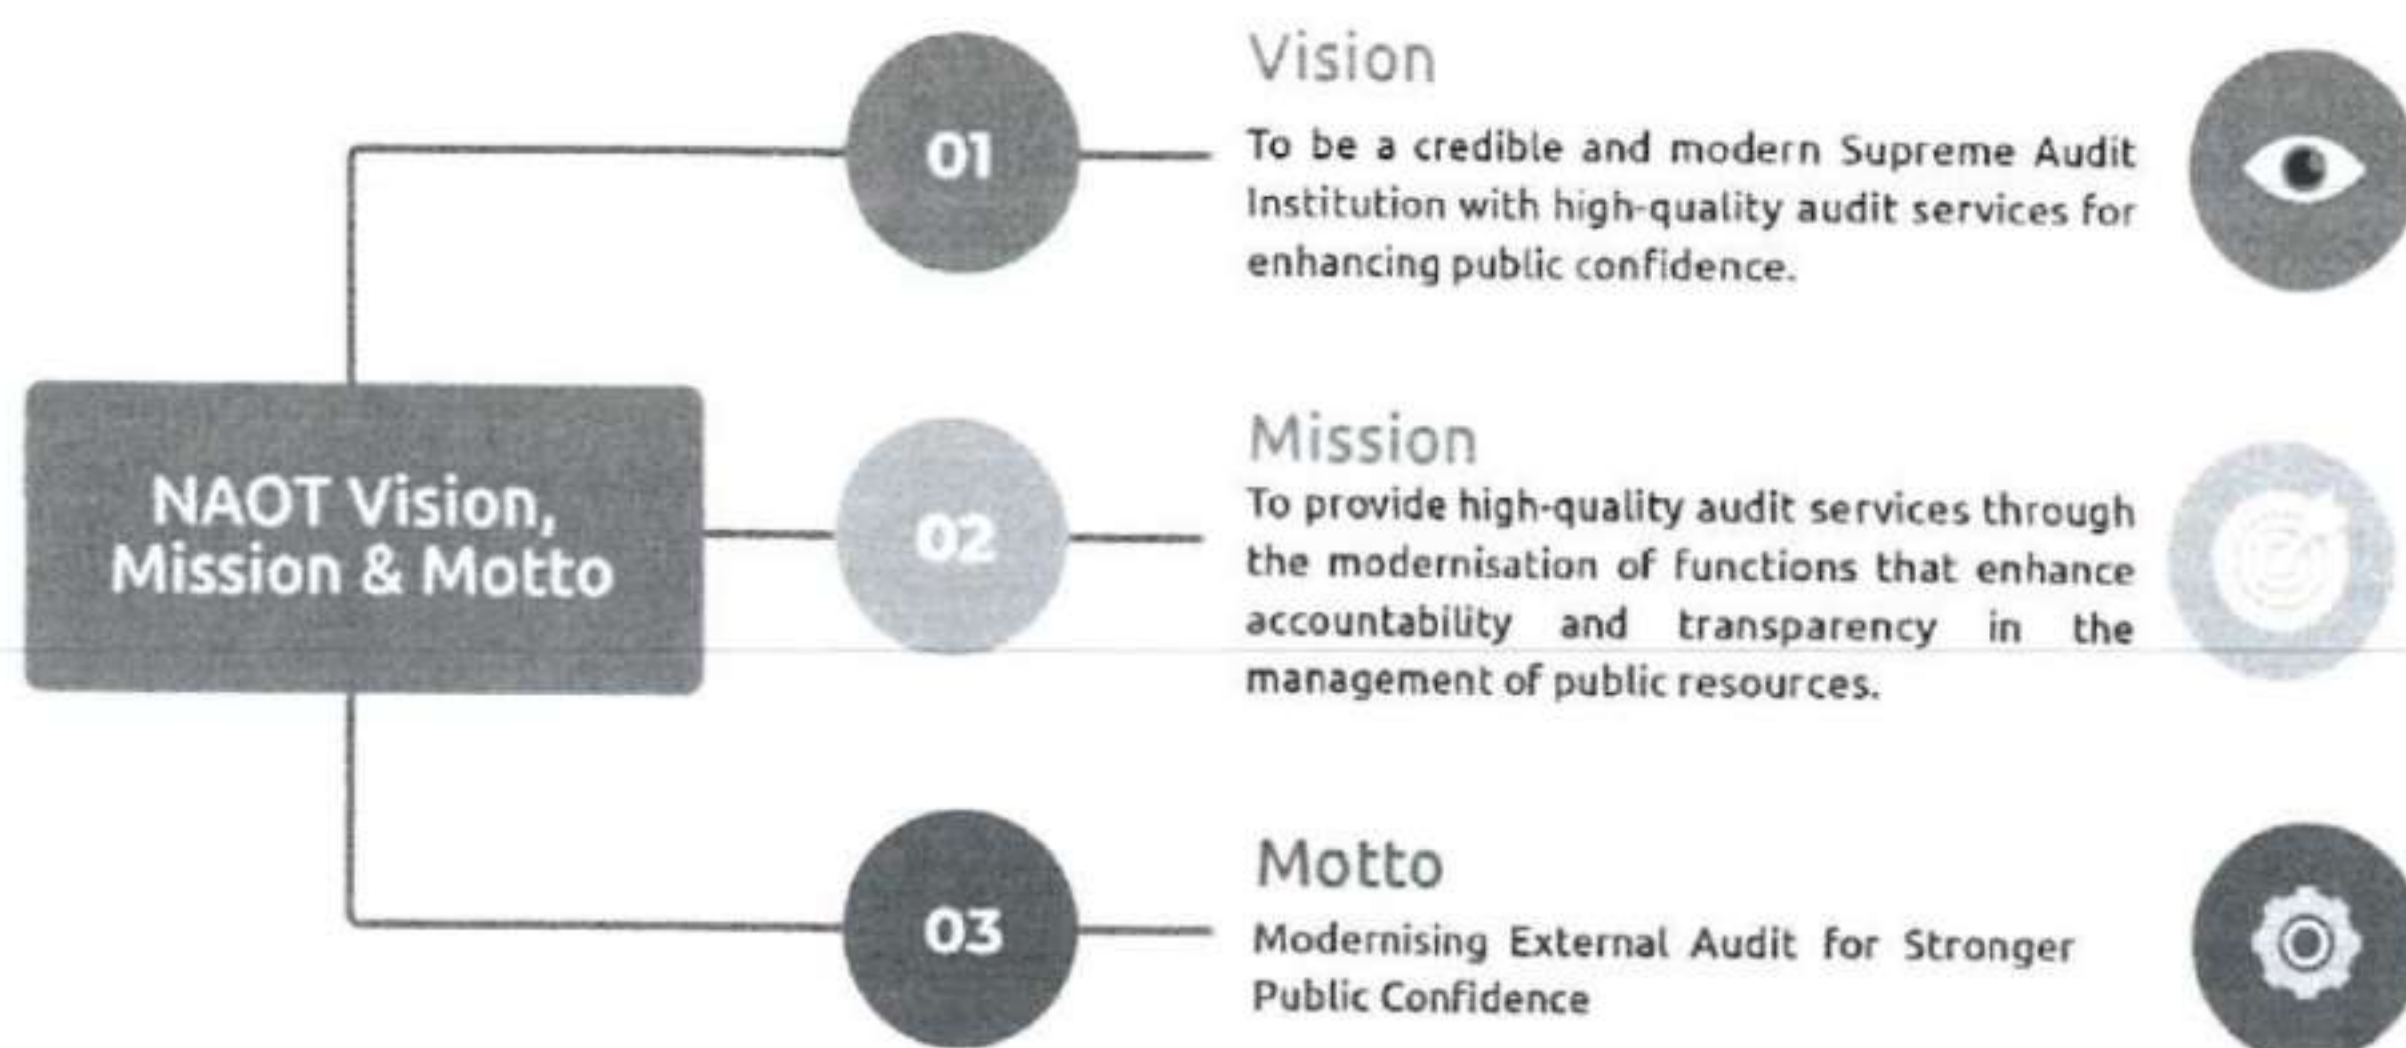 01
Vision
To be a credible and modern Supreme Audit
Institution with high-quality audit services for
enhancing public confidence.
NAOT Vision,
Mission & Motto
02
Mission
To provide high-quality audit services through
the modernisation of functions that enhance
accountability and transparency in the
management of public resources.
03
Motto
Modernising External Audit for Stronger
Public Confidence